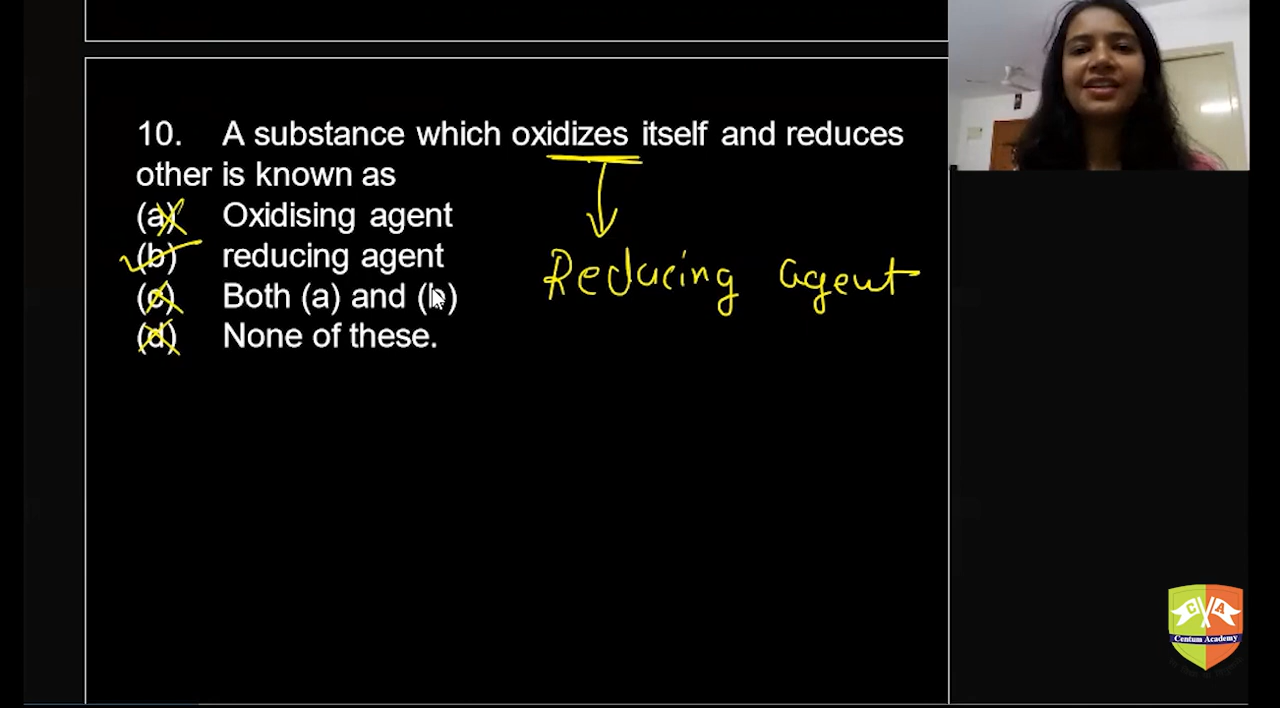 10. A substance which oxidizes itself and reduces
other is known as
(a) Oxidising agent
(b) reducing agent
(c) Both (a) and (b)
(d) None of these.
Reducing agent
C A
Centum Academy